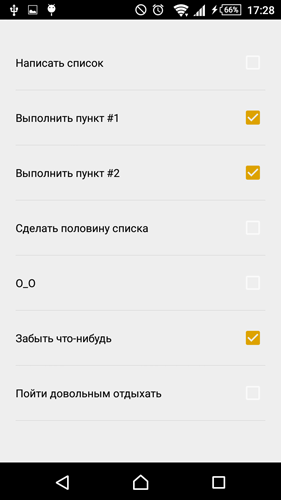 66% 17:28
Написать список
Выполнить пункт #1
Выполнить пункт #2
Сделать половину списка
О_О
Забыть что-нибудь
Пойти довольным отдыхать